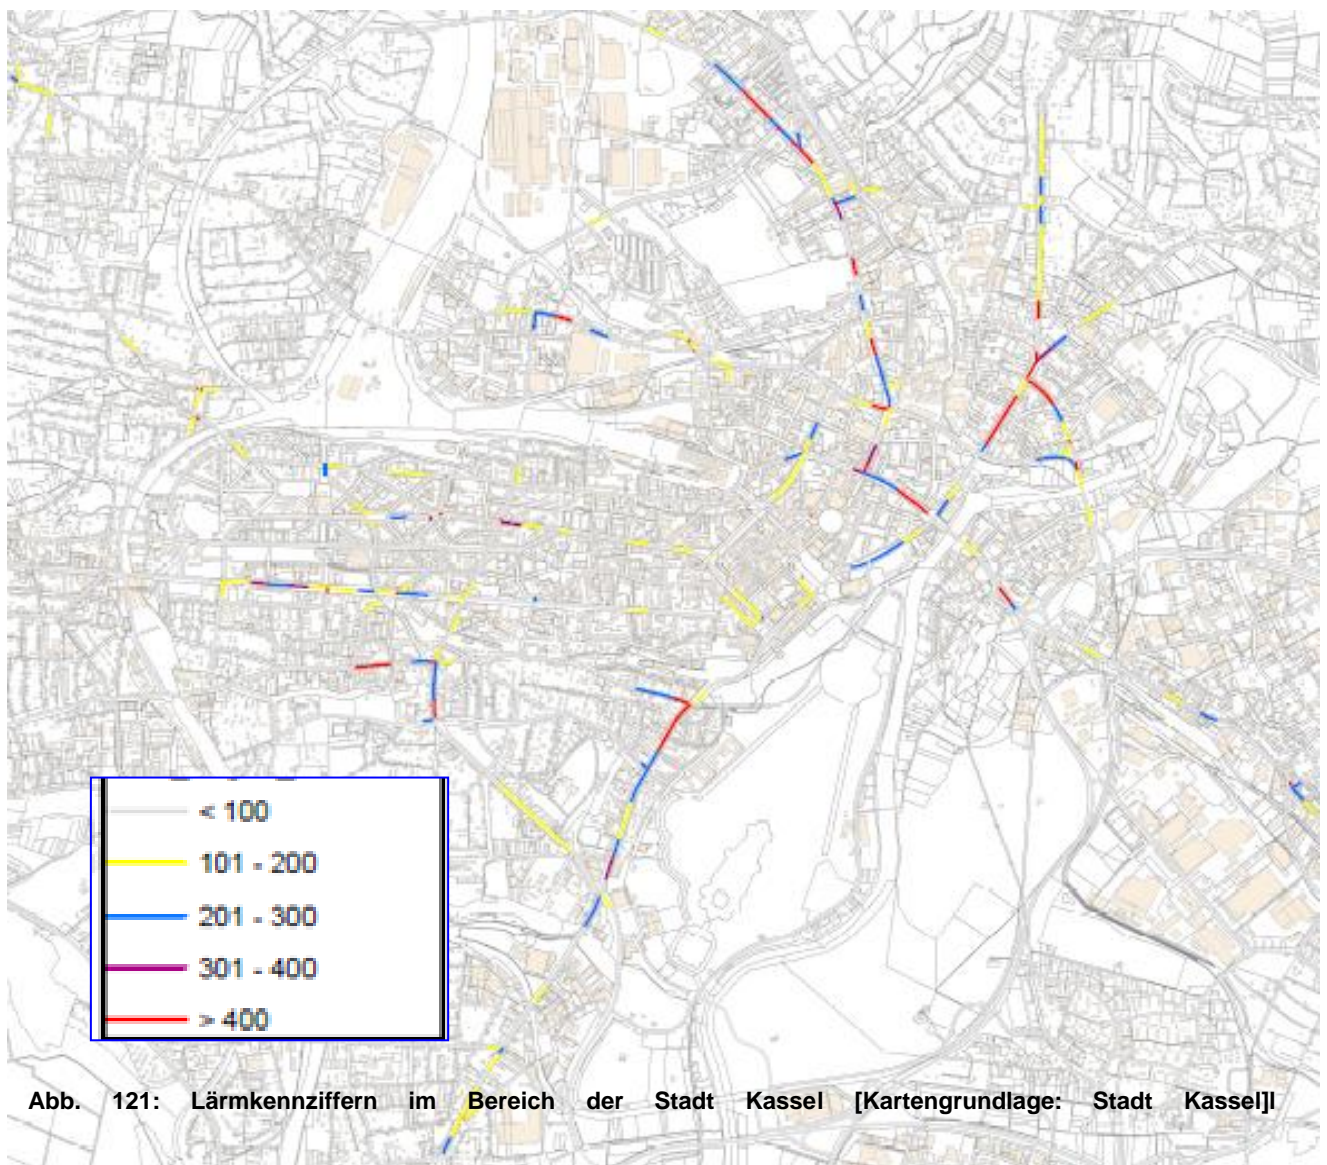 < 100
101 - 200
201 - 300
301 - 400
> 400
Abb. 121: Lärmkennziffern im Bereich der Stadt Kassel [Kartengrundlage: Stadt Kassel]l